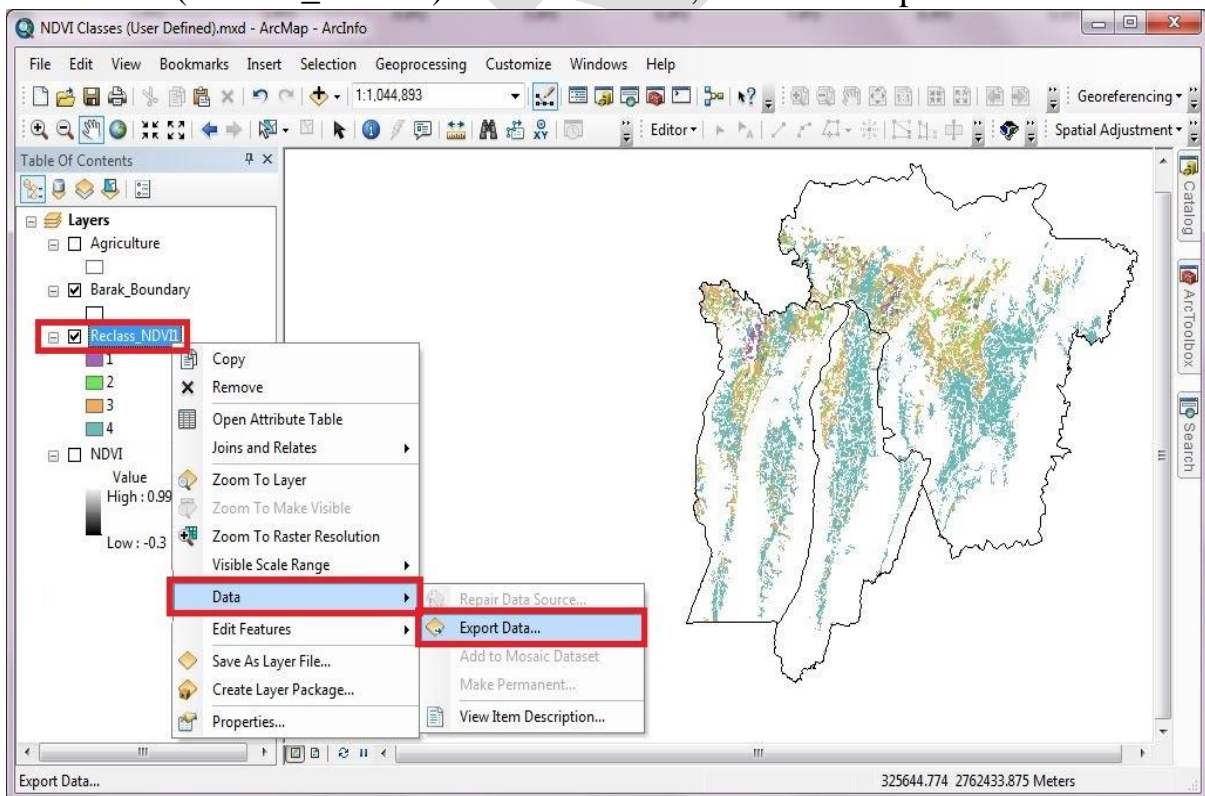 NDVI Classes (User Defined).mxd - ArcMap - ArcInfo
File Edit View Bookmarks Insert Selection Geoprocessing Customize Windows Help
1:1,044,893
Georeferencing
Editor
Spatial Adjustment
Table Of Contents
Layers
Agriculture
Barak_Boundary
Reclass_NDVI1
1
2
3
4
NDVI
Value
High : 0.99
Low : -0.3
Copy
Remove
Open Attribute Table
Joins and Relates
Zoom To Layer
Zoom To Make Visible
Zoom To Raster Resolution
Visible Scale Range
Data
Edit Features
Save As Layer File...
Create Layer Package...
Properties...
Repair Data Source...
Export Data...
Add to Mosaic Dataset
Make Permanent...
View Item Description...
Catalog
ArcToolbox
Search
Export Data...
325644.774 2762433.875 Meters